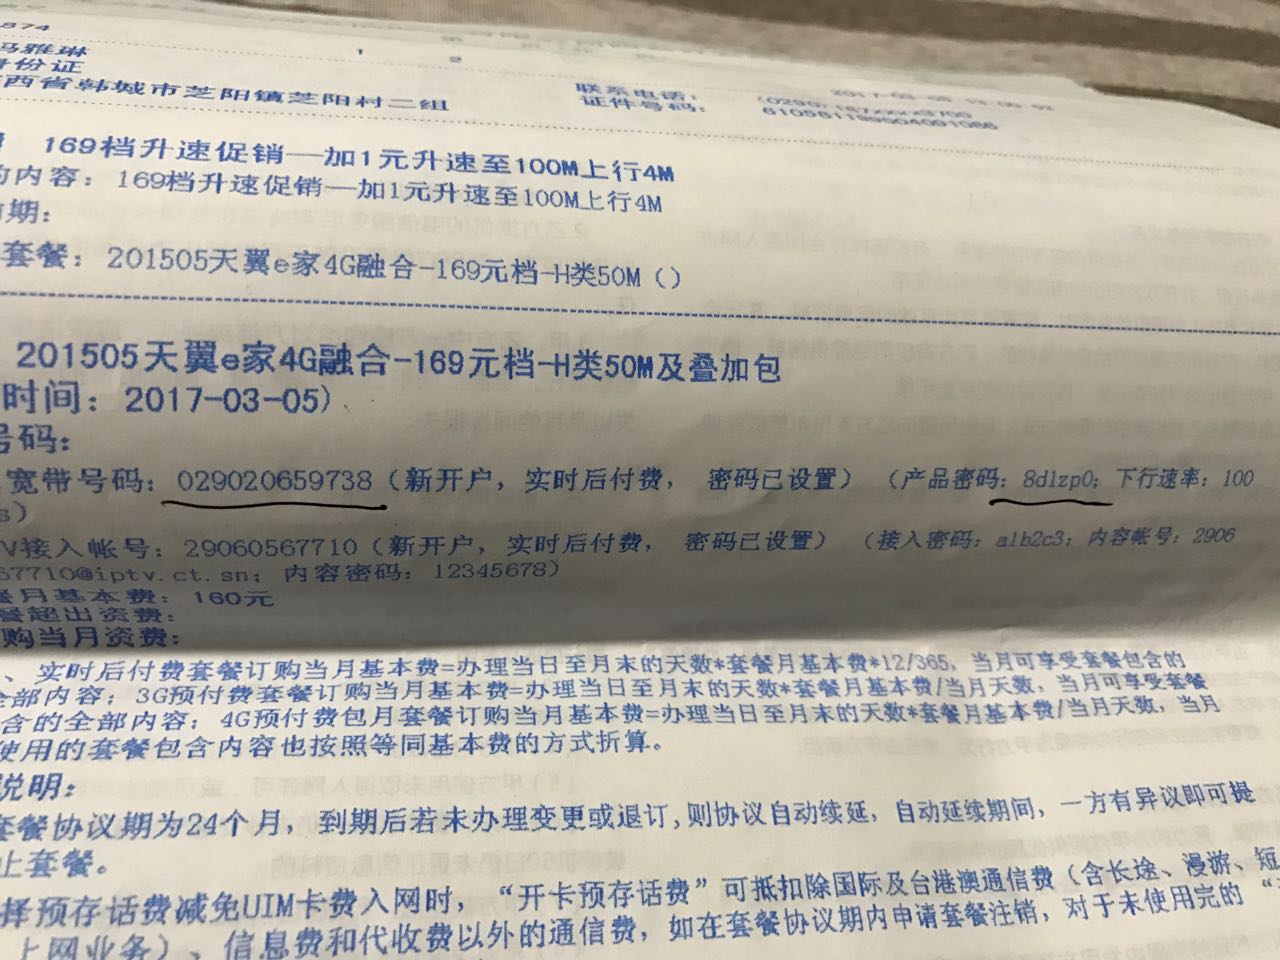 874
冯雅琳
身份证
西省韩城市芝阳镇芝阳村二组
联系电话：
证件号码：
169档升速促销—加1元升速至100M上行4M
的内容：169档升速促销—加1元升速至100M上行4M
期：
套餐：201505天翼e家4G融合-169元档-H类50M（）
201505天翼e家4G融合-169元档-H类50M及叠加包
时间：2017-03-05)
号码：
宽带号码：029020659738（新开户，实时后付费， 密码已设置） （产品密码：8dlzp0；下行速率：100
s）
V接入帐号：29060567710（新开户，实时后付费， 密码已设置） （接入密码：a1b2c3；内容帐号：2906
67710@iptv.ct.sn；内容密码：12345678）
餐月基本费：160元
餐超出资费：
购当月资费：
、实时后付费套餐订购当月基本费=办理当日至月末的天数*套餐月基本费*12/365，当月可享受套餐包含的
全部内容；3G预付费套餐订购当月基本费=办理当日至月末的天数*套餐月基本费/当月天数，当月可享受套餐
含的全部内容；4G预付费包月套餐订购当月基本费=办理当日至月末的天数*套餐月基本费/当月天数，当月
使用的套餐包含内容也按照等同基本费的方式折算。
说明：
套餐协议期为24个月，到期后若未办理变更或退订,则协议自动续延，自动延续期间，一方有异议即可提
止套餐。
择预存话费减免UIM卡费入网时，“开卡预存话费”可抵扣除国际及台港澳通信费（含长途、漫游、短
上网业务）、信息费和代收费以外的通信费，如在套餐协议期内申请套餐注销，对于未使用完的“